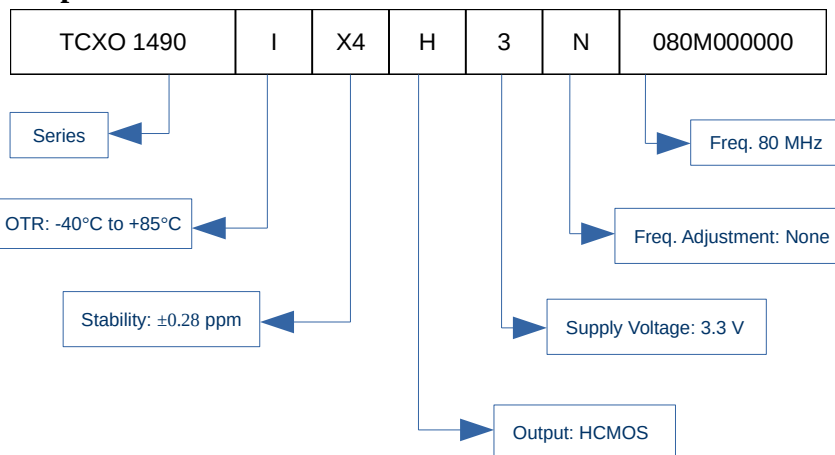 TCXO 1490 I X4 H 3 N 080M000000
Series
Freq. 80 MHz
OTR: -40°C to +85°C
Freq. Adjustment: None
Stability: ±0.28 ppm
Supply Voltage: 3.3 V
Output: HCMOS